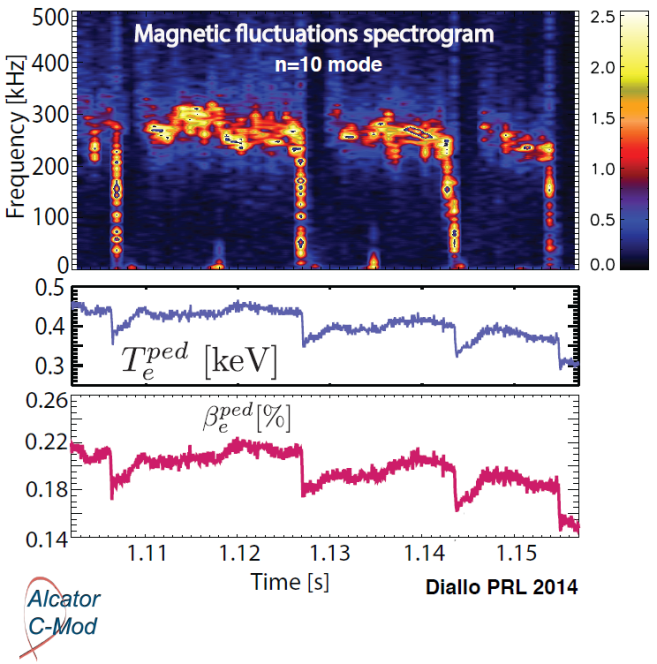 Magnetic fluctuations spectrogram
n=10 mode
Frequency [kHz]
500
400
300
200
100
0
2.5
2.0
1.5
1.0
0.5
0.0
0.5
0.4
0.3
T_e^{ped} [keV]
0.26
0.22
0.18
0.14
β_e^{ped}[%]
1.11 1.12 1.13 1.14 1.15
Time [s]
Diallo PRL 2014
Alcator
C-Mod